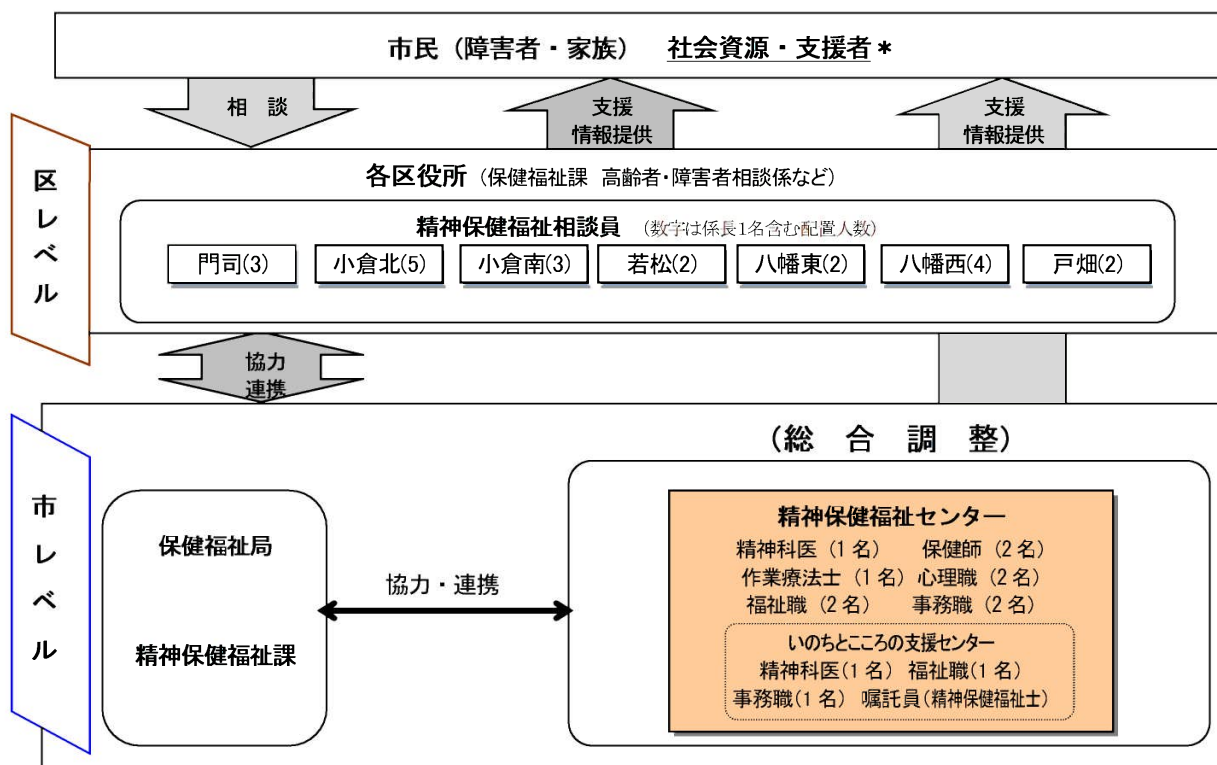 市民（障害者・家族） 社会資源・支援者＊
相 談
支援
情報提供
支援
情報提供
区レベル
各区役所（保健福祉課 高齢者・障害者相談係など）
精神保健福祉相談員 （数字は係長1名含む配置人数）
門司(3) 小倉北(5) 小倉南(3) 若松(2) 八幡東(2) 八幡西(4) 戸畑(2)
協力
連携
市レベル
（総 合 調 整）
保健福祉局
精神保健福祉課
協力・連携
精神保健福祉センター
精神科医（1名） 保健師（2名）
作業療法士（1名） 心理職（2名）
福祉職（2名） 事務職（2名）
いのちとこころの支援センター
精神科医(1名) 福祉職(1名)
事務職(1名) 嘱託員(精神保健福祉士)